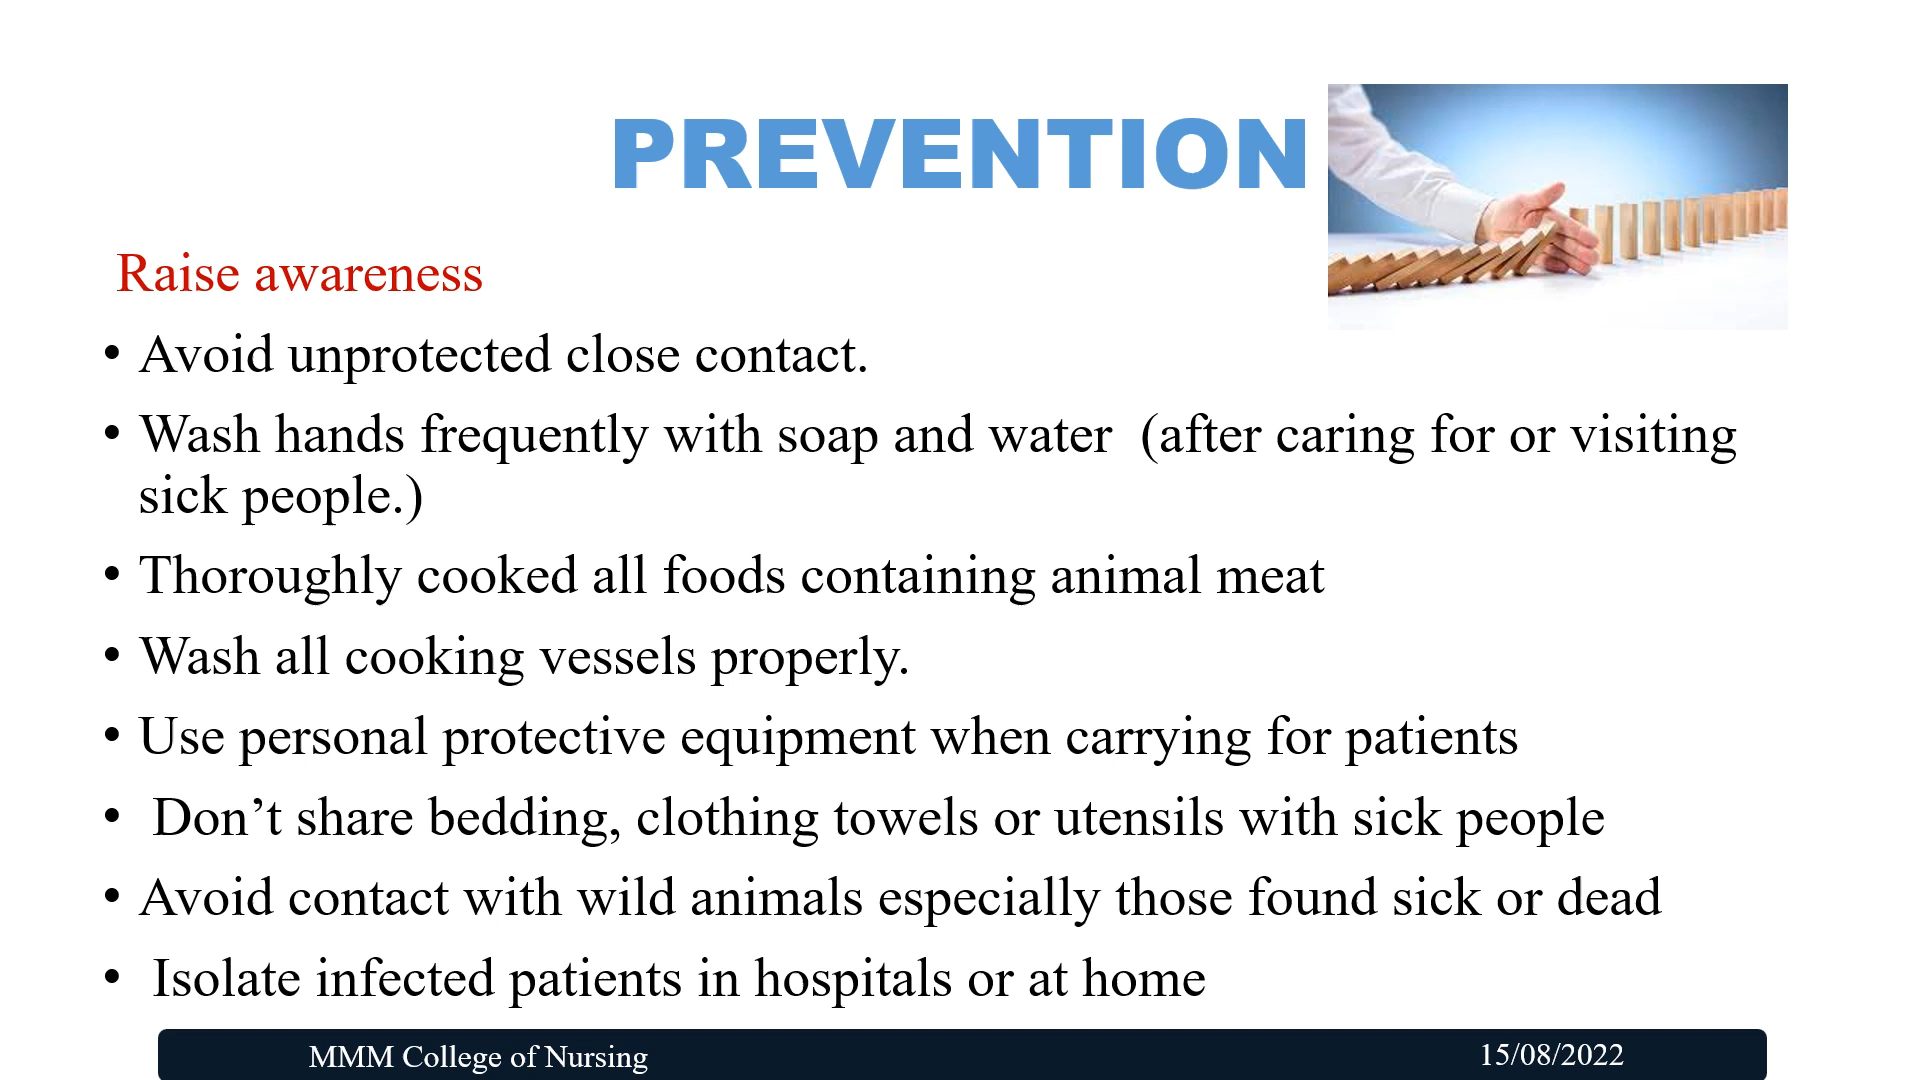 PREVENTION
Raise awareness
• Avoid unprotected close contact.
• Wash hands frequently with soap and water  (after caring for or visiting
sick people.)
• Thoroughly cooked all foods containing animal meat
• Wash all cooking vessels properly.
• Use personal protective equipment when carrying for patients
•  Don’t share bedding, clothing towels or utensils with sick people
• Avoid contact with wild animals especially those found sick or dead
•  Isolate infected patients in hospitals or at home
MMM College of Nursing
15/08/2022